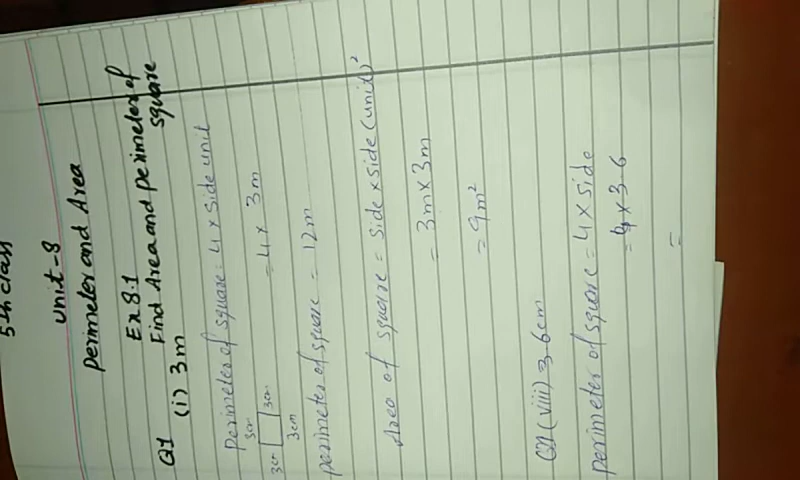 5th class
Unit-8
Perimeter and Area
Ex 8.1
Q1 Find Area and perimeter of square
(i) 3m
Perimeter of square = 4 x side unit
3cm
3cm 3cm
3cm
= 4 x 3m
perimeter of square = 12m
Area of square = side x side (unit)²
= 3m x 3m
= 9m²
Q1 (viii) 3.6cm
perimeter of square = 4 x side
= 4 x 3.6
=